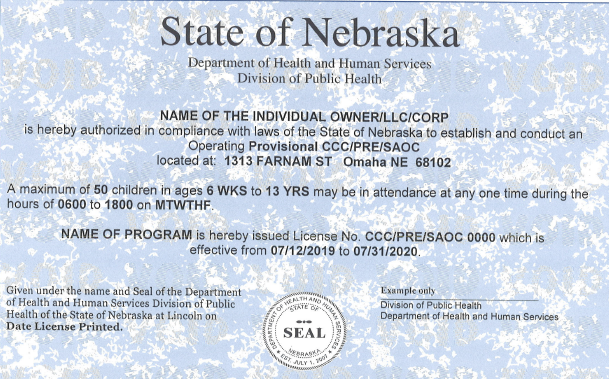 State of Nebraska
Department of Health and Human Services
Division of Public Health
NAME OF THE INDIVIDUAL OWNER/LLC/CORP
is hereby authorized in compliance with laws of the State of Nebraska to establish and conduct an
Operating Provisional CCC/PRE/SAOC
located at: 1313 FARNAM ST Omaha NE 68102
A maximum of 50 children in ages 6 WKS to 13 YRS may be in attendance at any one time during the
hours of 0600 to 1800 on MTWTHF.
NAME OF PROGRAM is hereby issued License No. CCC/PRE/SAOC 0000 which is
effective from 07/12/2019 to 07/31/2020.
Given under the name and Seal of the Department
of Health and Human Services Division of Public
Health of the State of Nebraska at Lincoln on
Date License Printed.
DEPARTMENT OF HEALTH AND HUMAN SERVICES
STATE OF
SEAL
NEBRASKA
EST. JULY 1, 2007
Example only
Division of Public Health
Department of Health and Human Services